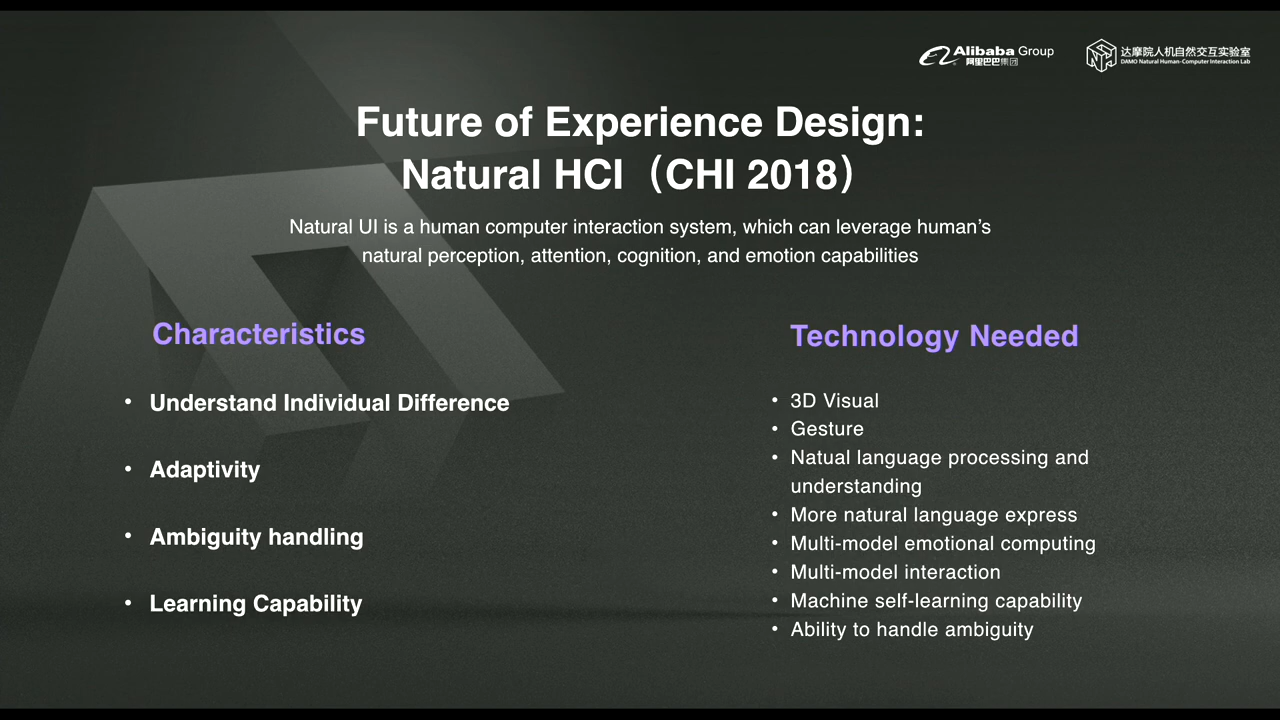 Alibaba Group
阿里巴巴集团
达摩院人机自然交互实验室
DAMO Natural Human-Computer Interaction Lab
Future of Experience Design:
Natural HCI（CHI 2018）
Natural UI is a human computer interaction system, which can leverage human’s
natural perception, attention, cognition, and emotion capabilities
Characteristics
• Understand Individual Difference
• Adaptivity
• Ambiguity handling
• Learning Capability
Technology Needed
• 3D Visual
• Gesture
• Natual language processing and
understanding
• More natural language express
• Multi-model emotional computing
• Multi-model interaction
• Machine self-learning capability
• Ability to handle ambiguity